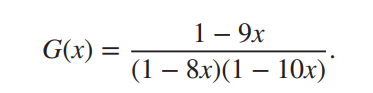 G(x) = (1 – 9x) / ((1 – 8x)(1 – 10x)).